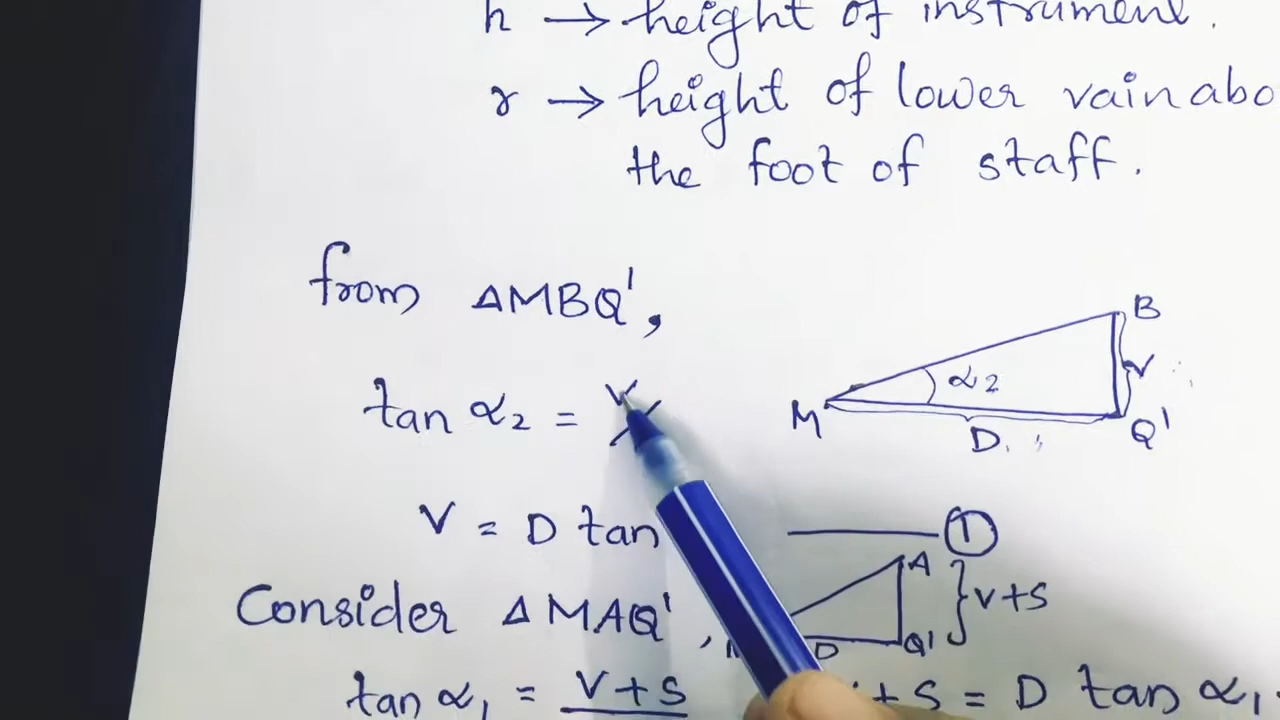 h → height of instrument.
r → height of lower vain abo
the foot of staff.
from ΔMBQ',
tan α₂ = V/
B
α₂
V
M
D
Q'
V = D tan
①
Consider ΔMAQ',
A
V+S
D
Q'
tan α₁ = V+S
+ S = D tan α₁